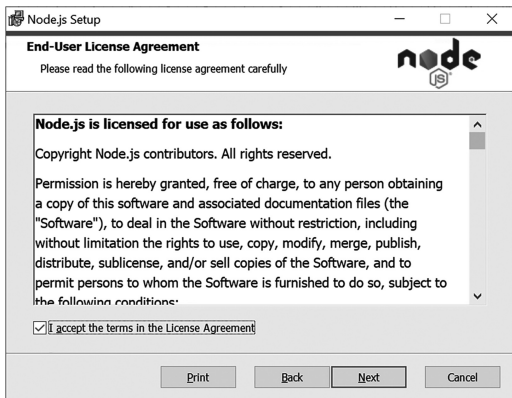 Node.js Setup
End-User License Agreement
Please read the following license agreement carefully
node
JS
Node.js is licensed for use as follows:
Copyright Node.js contributors. All rights reserved.
Permission is hereby granted, free of charge, to any person obtaining
a copy of this software and associated documentation files (the
"Software"), to deal in the Software without restriction, including
without limitation the rights to use, copy, modify, merge, publish,
distribute, sublicense, and/or sell copies of the Software, and to
permit persons to whom the Software is furnished to do so, subject to
the following conditions:
I accept the terms in the License Agreement
Print Back Next Cancel